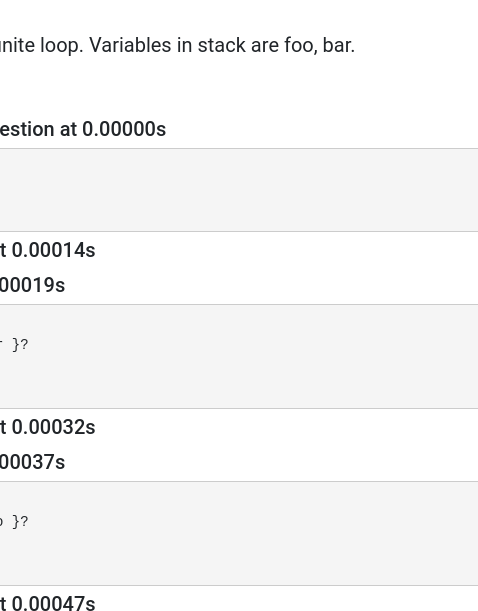 nite loop. Variables in stack are foo, bar.
estion at 0.00000s
t 0.00014s
00019s
}?
t 0.00032s
00037s
}?
t 0.00047s